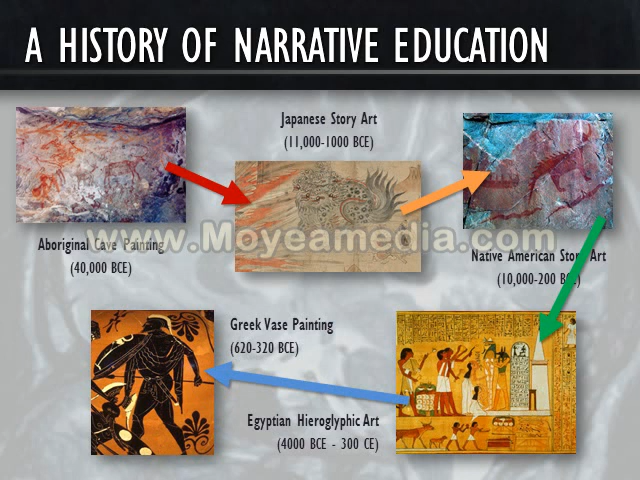 A HISTORY OF NARRATIVE EDUCATION
Japanese Story Art
(11,000-1000 BCE)
www.Moyeamedia.com
Aboriginal Cave Painting
(40,000 BCE)
Native American Story Art
(10,000-200 BCE)
Greek Vase Painting
(620-320 BCE)
Egyptian Hieroglyphic Art
(4000 BCE - 300 CE)